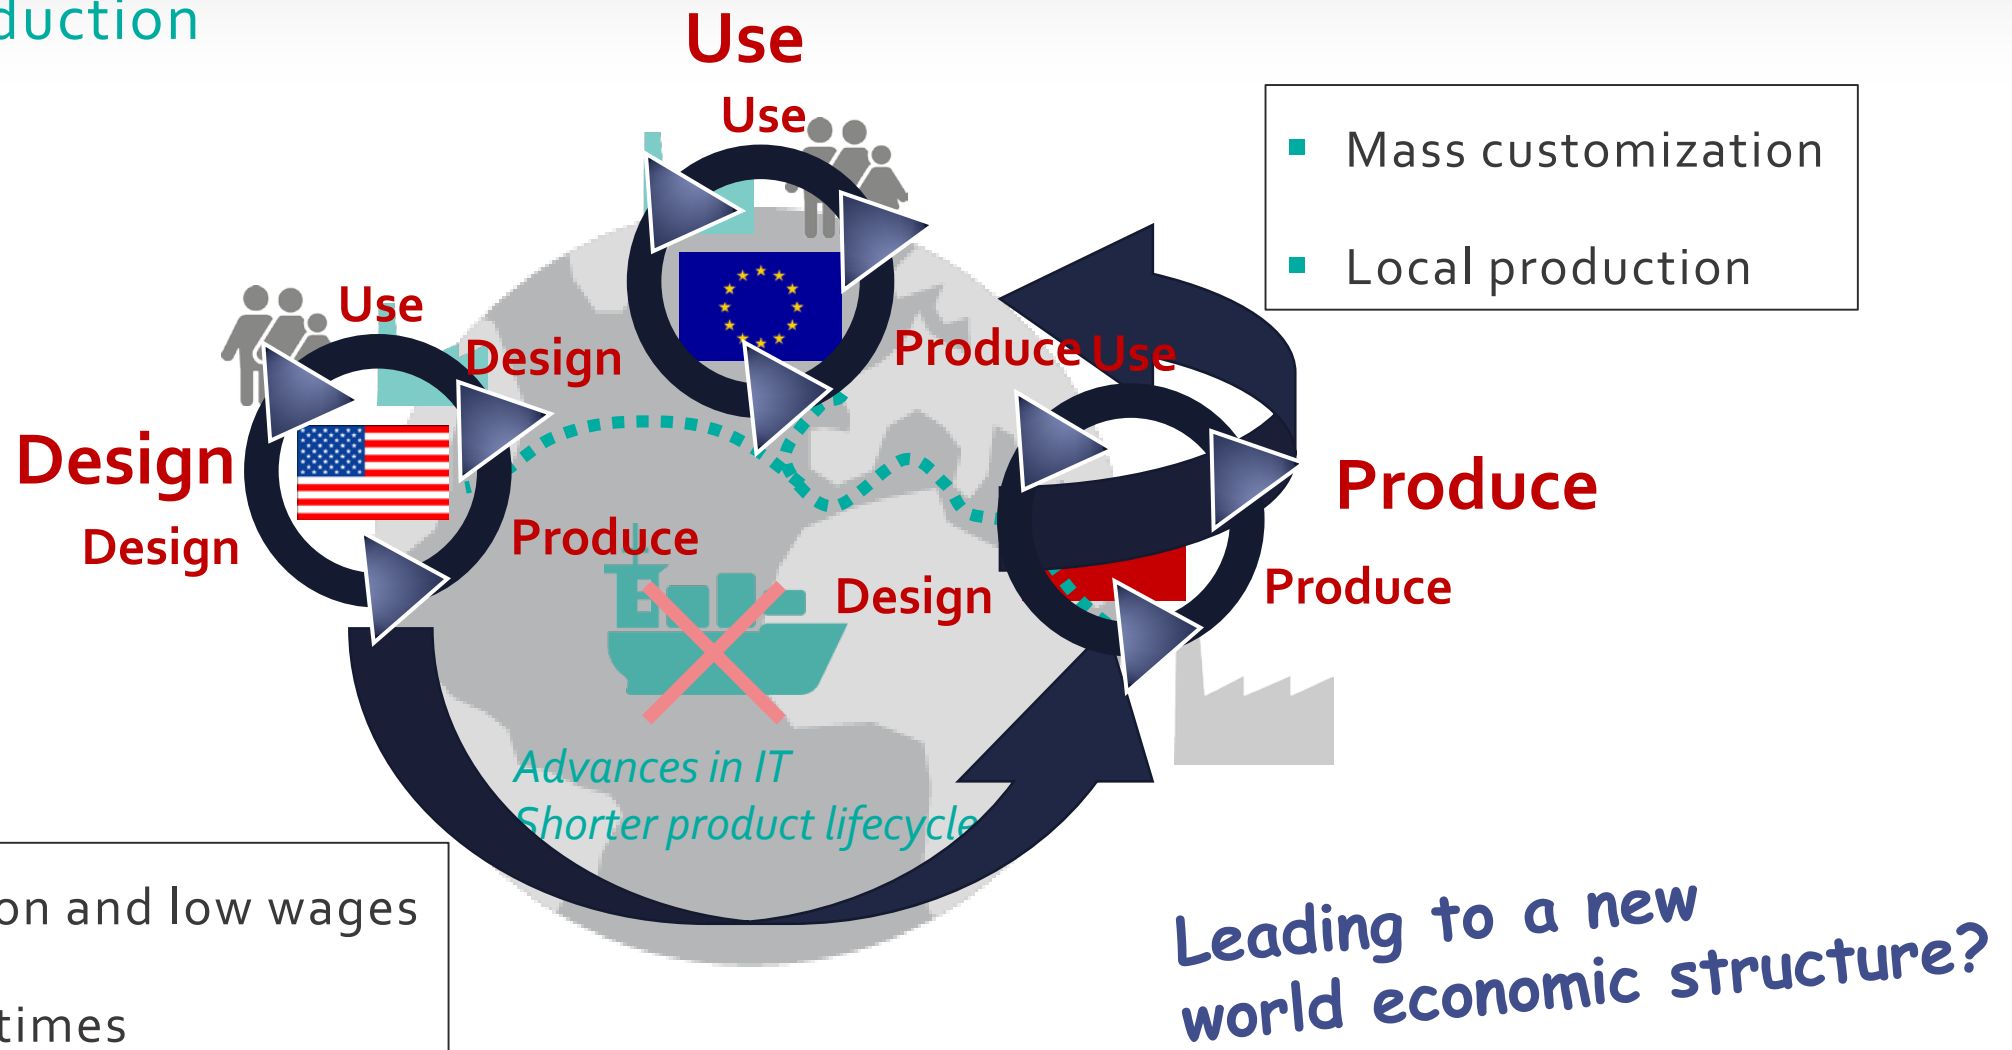 duction
Use
Use
Mass customization
Local production
Use
Design
Produce
Use
Design
Produce
Design
Produce
Design
Produce
Advances in IT
Shorter product lifecycle
on and low wages
times
Leading to a new
world economic structure?